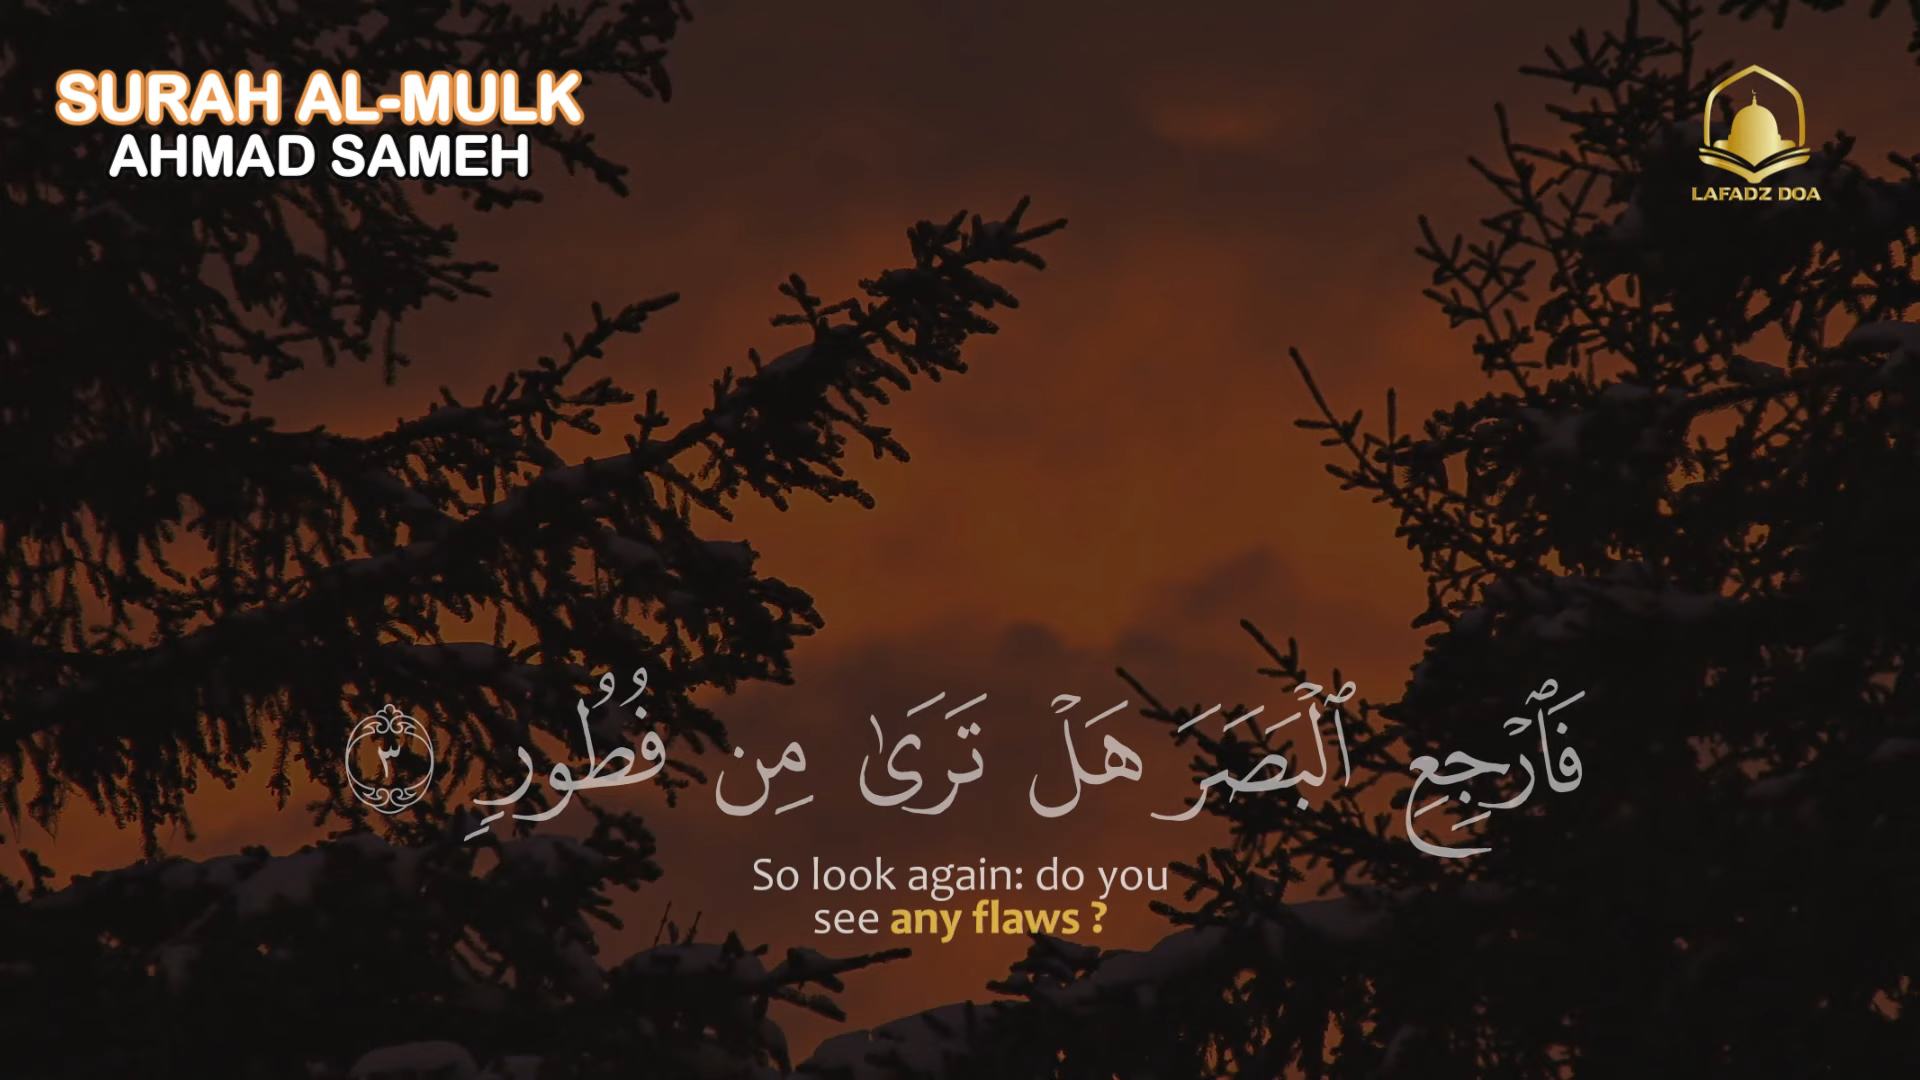 SURAH AL-MULK
AHMAD SAMEH
LAFADZ DOA
فَٱرْجِعِ ٱلْبَصَرَ هَلْ تَرَىٰ مِن فُطُورٍ ٣
So look again: do you
see any flaws ?